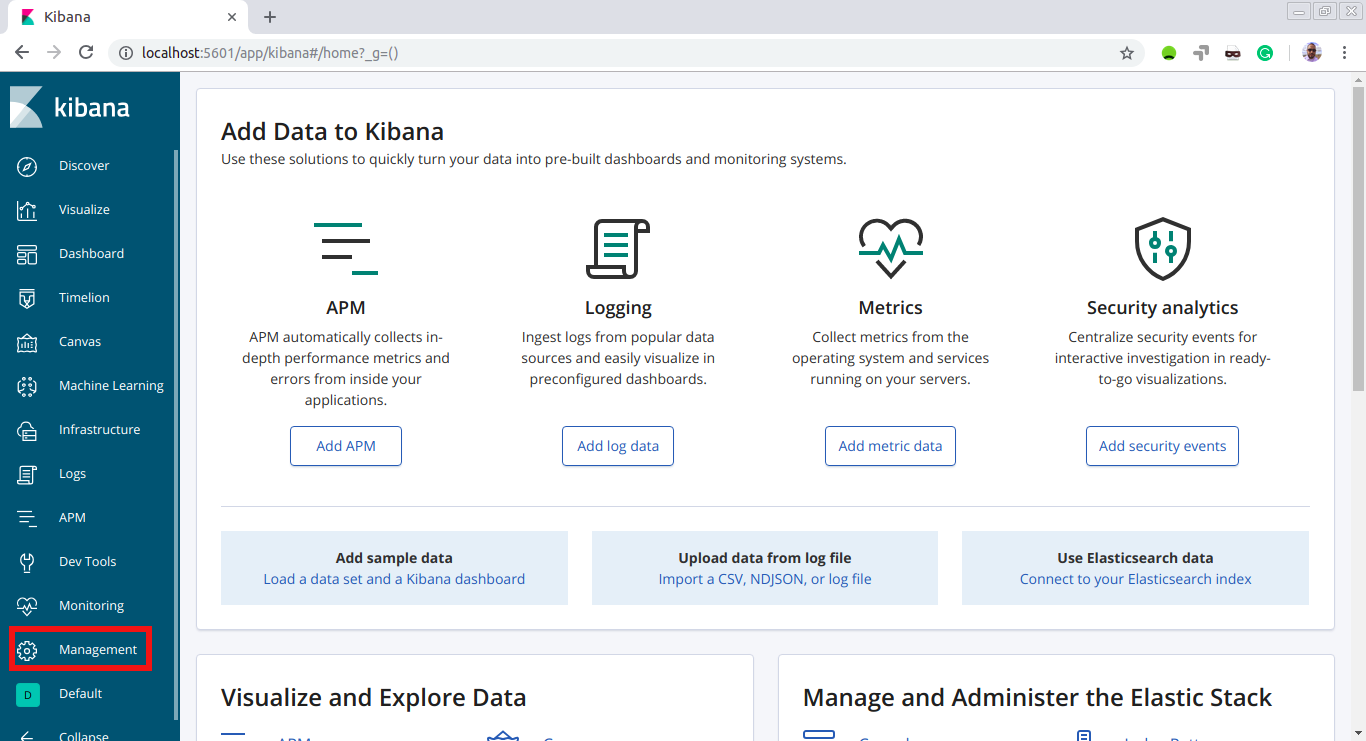 Kibana
localhost:5601/app/kibana#/home?_g=()
kibana
Discover
Visualize
Dashboard
Timelion
Canvas
Machine Learning
Infrastructure
Logs
APM
Dev Tools
Monitoring
Management
D
Default
Collapse
Add Data to Kibana
Use these solutions to quickly turn your data into pre-built dashboards and monitoring systems.
APM
APM automatically collects in-
depth performance metrics and
errors from inside your
applications.
Add APM
Logging
Ingest logs from popular data
sources and easily visualize in
preconfigured dashboards.
Add log data
Metrics
Collect metrics from the
operating system and services
running on your servers.
Add metric data
Security analytics
Centralize security events for
interactive investigation in ready-
to-go visualizations.
Add security events
Add sample data
Load a data set and a Kibana dashboard
Upload data from log file
Import a CSV, NDJSON, or log file
Use Elasticsearch data
Connect to your Elasticsearch index
Visualize and Explore Data
APM
Manage and Administer the Elastic Stack